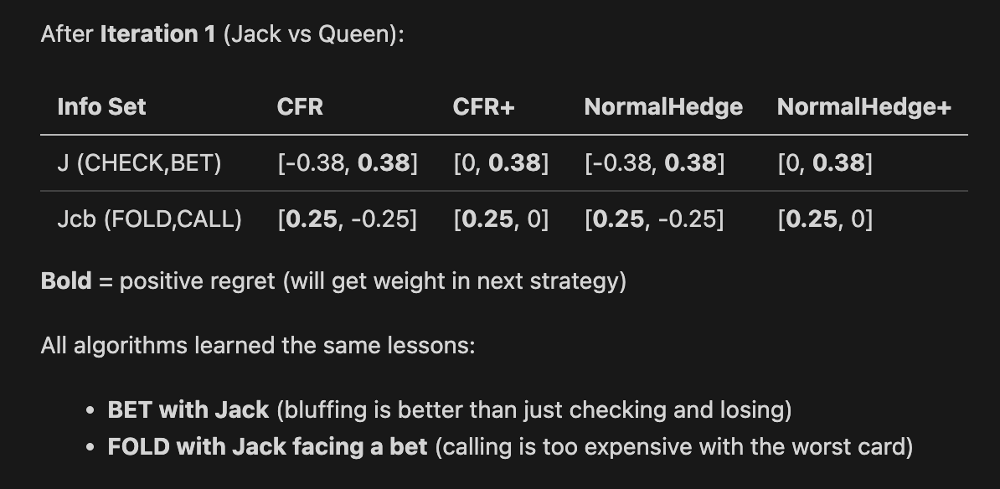 After Iteration 1 (Jack vs Queen):
Info Set CFR CFR+ NormalHedge NormalHedge+
J (CHECK,BET) [-0.38, 0.38] [0, 0.38] [-0.38, 0.38] [0, 0.38]
Jcb (FOLD,CALL) [0.25, -0.25] [0.25, 0] [0.25, -0.25] [0.25, 0]
Bold = positive regret (will get weight in next strategy)
All algorithms learned the same lessons:
• BET with Jack (bluffing is better than just checking and losing)
• FOLD with Jack facing a bet (calling is too expensive with the worst card)